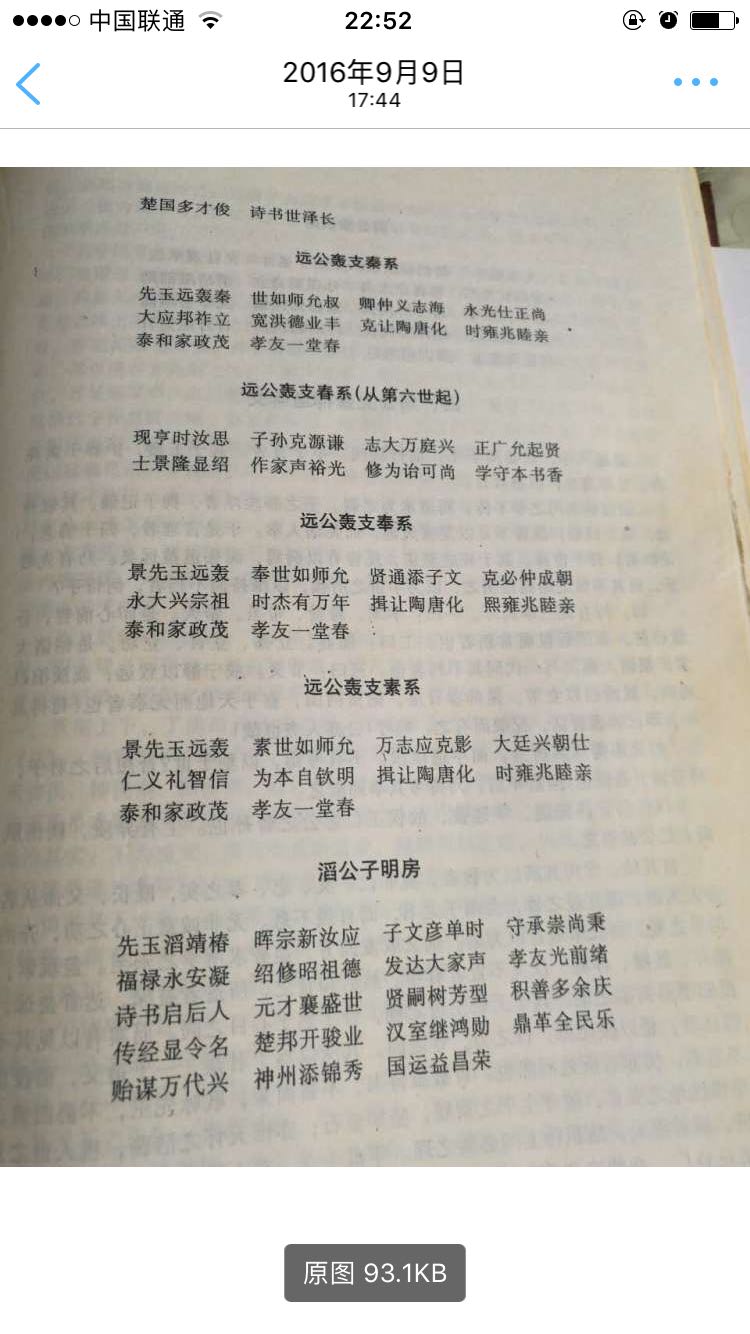 中国联通 22:52
2016年9月9日
17:44
楚国多才俊 诗书世泽长
远公轰支秦系
先玉远轰秦 世如师允叔 卿仲义志海 永光仕正尚
大应邦祚立 宽洪德业丰 克让陶唐化 时雍兆睦亲
泰和家政茂 孝友一堂春
远公轰支春系(从第六世起)
现亨时汝思 子孙克源谦 志大万庭兴 正广允起贤
士景隆显绍 作家声裕光 修为诒可尚 学守本书香
远公轰支奉系
景先玉远轰 奉世如师允 贤通添子文 克必仲成朝
永大兴宗祖 时杰有万年 揖让陶唐化 熙雍兆睦亲
泰和家政茂 孝友一堂春
远公轰支素系
景先玉远轰 素世如师允 万志应克影 大廷兴朝仕
仁义礼智信 为本自钦明 揖让陶唐化 时雍兆睦亲
泰和家政茂 孝友一堂春
滔公子明房
先玉滔靖椿 晖宗新汝应 子文彦单时 守承崇尚秉
福禄永安凝 绍修昭祖德 发达大家声 孝友光前绪
诗书启后人 元才襄盛世 贤嗣树芳型 积善多余庆
传经显令名 楚邦开骏业 汉室继鸿勋 鼎革全民乐
贻谋万代兴 神州添锦秀 国运益昌荣
原图 93.1KB